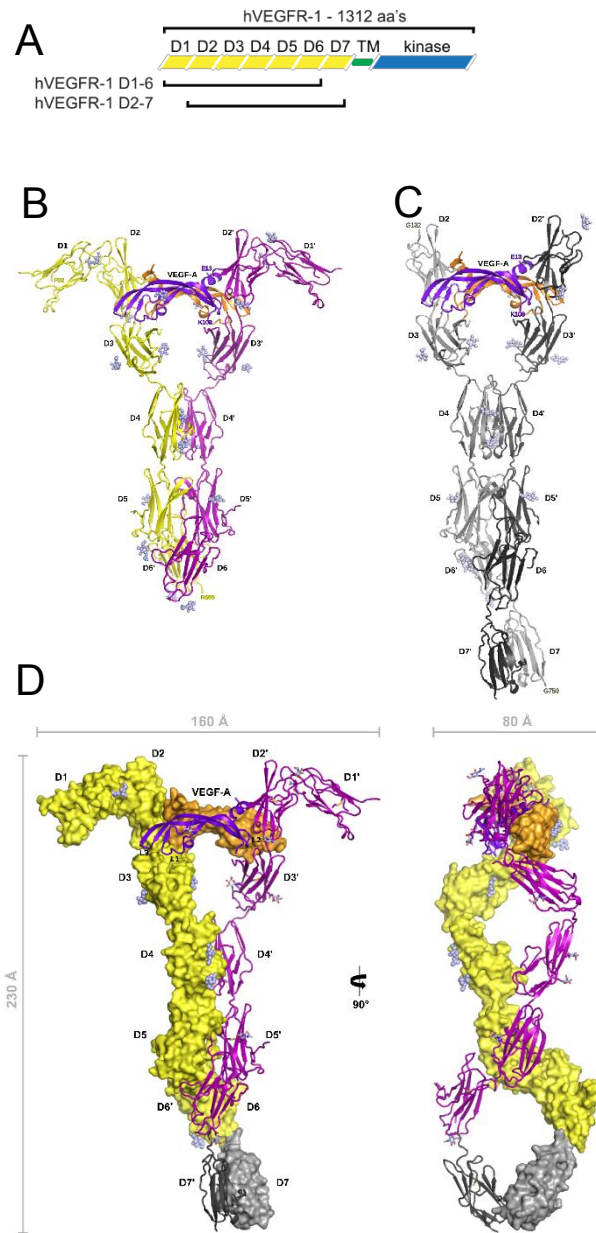 A
hVEGFR-1 - 1312 aa's
D1 D2 D3 D4 D5 D6 D7 TM kinase
hVEGFR-1 D1-6
hVEGFR-1 D2-7
B
D1
D2
D2'
D1'
VEGF-A
E13
K108
D3
D3'
D4
D4'
D5
D5'
D6'
D6
C
G132
D2
D2'
VEGF-A
E13
K108
D3
D3'
D4
D4'
D5
D5'
D6'
D6
D7'
D7
G750
D
160 Å
80 Å
230 Å
D1
D2
D2'
D1'
VEGF-A
L3
L1
L2
D3
D3'
D4
D4'
90°
D5
D5'
D6'
D6
D7'
D7